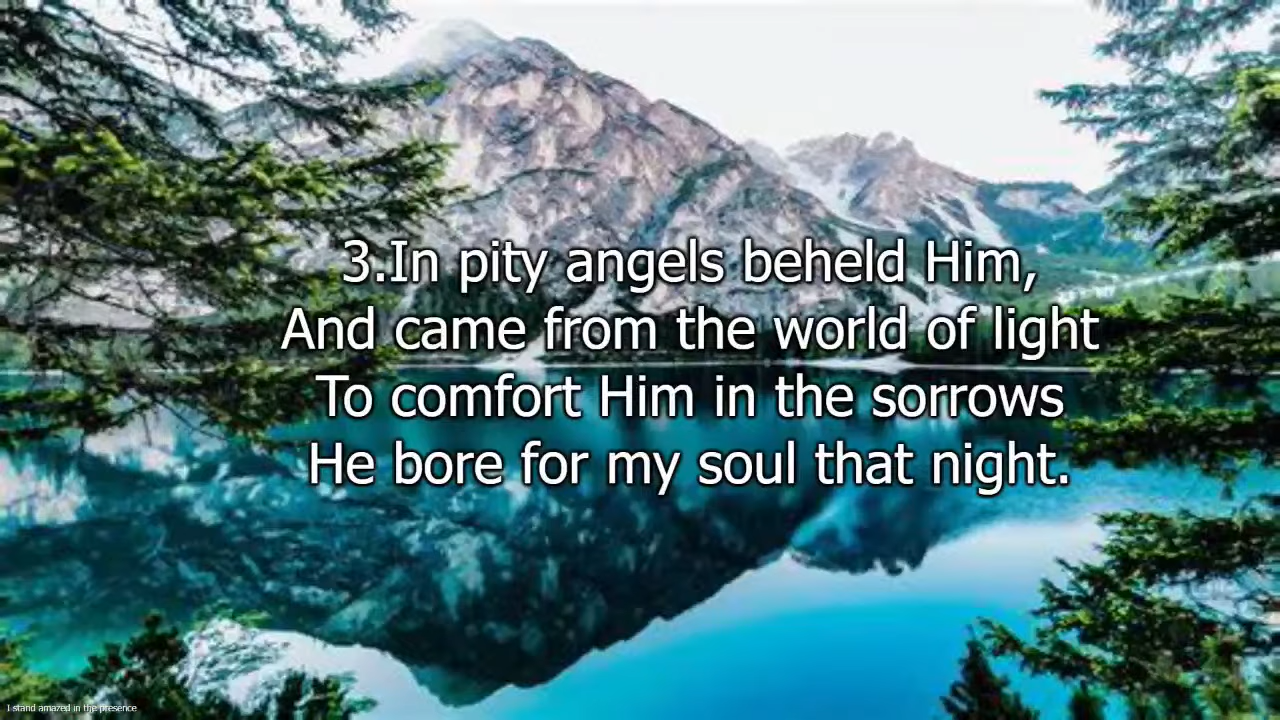 3.In pity angels beheld Him,
And came from the world of light
To comfort Him in the sorrows
He bore for my soul that night.
I stand amazed in the presence